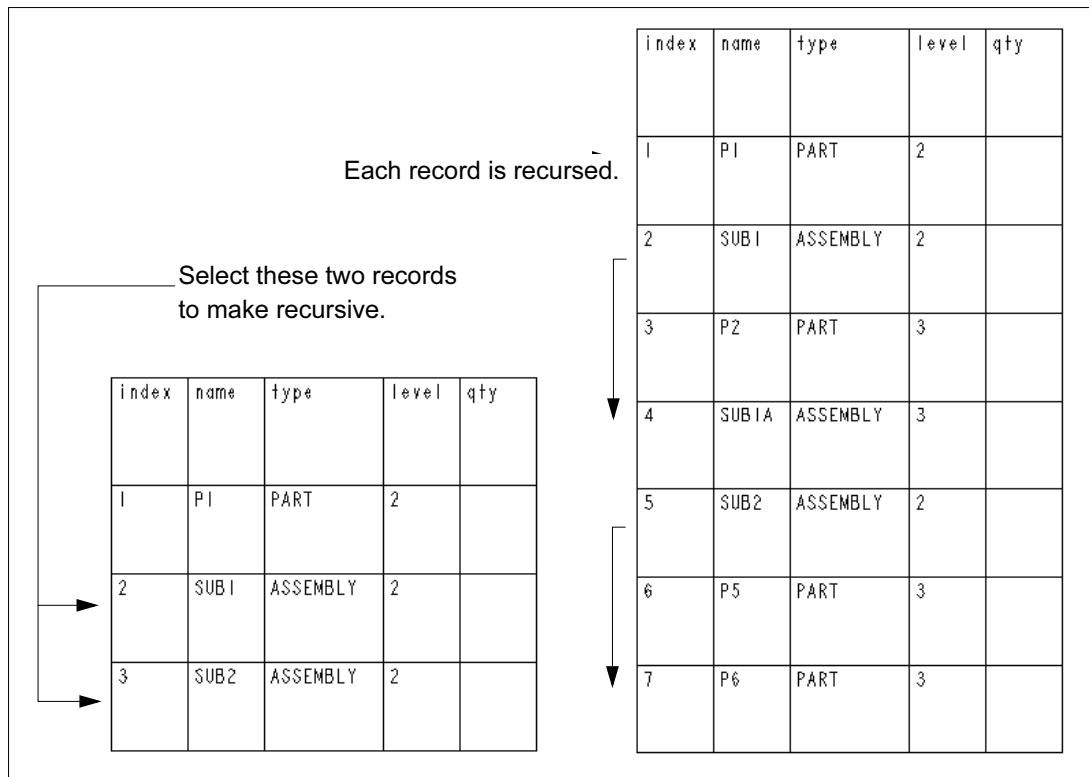 Each record is recursed.
Select these two records
to make recursive.
index name type level qty
1 P1 PART 2
2 SUB1 ASSEMBLY 2
3 SUB2 ASSEMBLY 2
index name type level qty
1 P1 PART 2
2 SUB1 ASSEMBLY 2
3 P2 PART 3
4 SUB1A ASSEMBLY 3
5 SUB2 ASSEMBLY 2
6 P5 PART 3
7 P6 PART 3